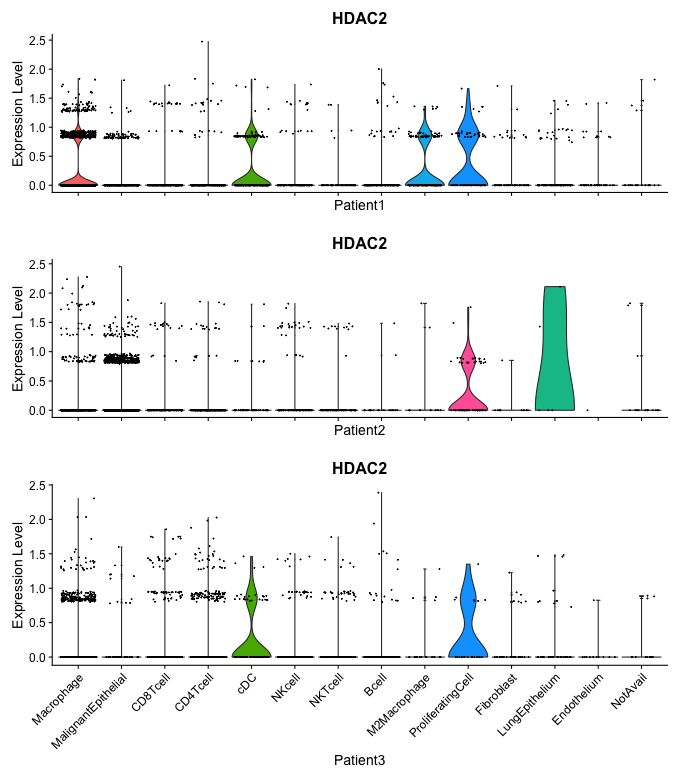 HDAC2
Expression Level
2.5
2.0
1.5
1.0
0.5
0.0
Patient1
HDAC2
Expression Level
2.5
2.0
1.5
1.0
0.5
0.0
Patient2
HDAC2
Expression Level
2.5
2.0
1.5
1.0
0.5
0.0
Macrophage
MalignantEpithelial
CD8Tcell
CD4Tcell
cDC
NKcell
NKTcell
Bcell
M2Macrophage
ProliferatingCell
Fibroblast
LungEpithelium
Endothelium
NotAvail
Patient3